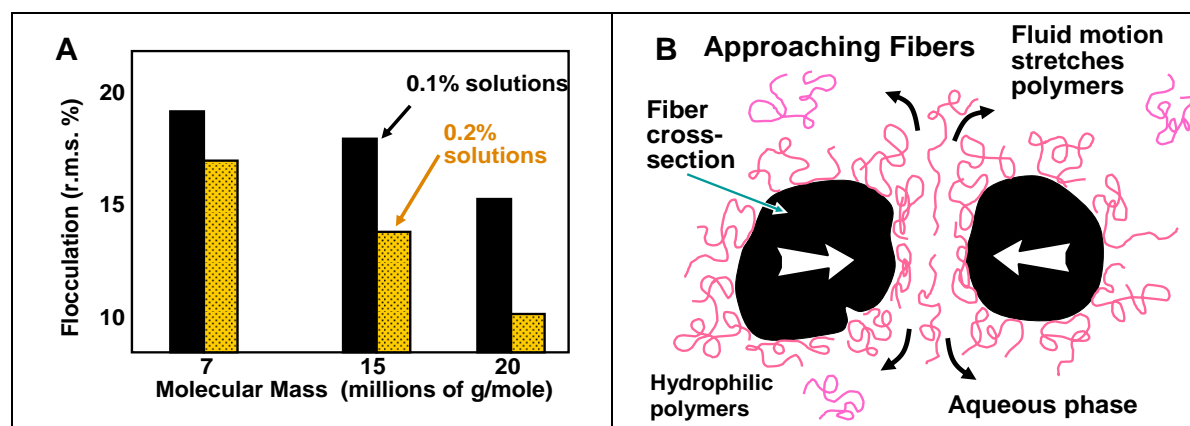 A
20
15
10
Flocculation (r.m.s. %)
0.1% solutions
0.2%
solutions
7
15
20
Molecular Mass (millions of g/mole)
B
Approaching Fibers
Fluid motion
stretches
polymers
Fiber
cross-
section
Hydrophilic
polymers
Aqueous phase